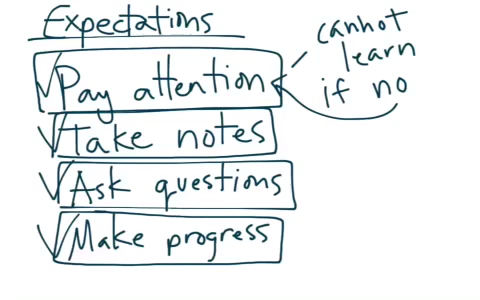 Expectations
Pay attention
Take notes
Ask questions
Make progress
cannot
learn
if no